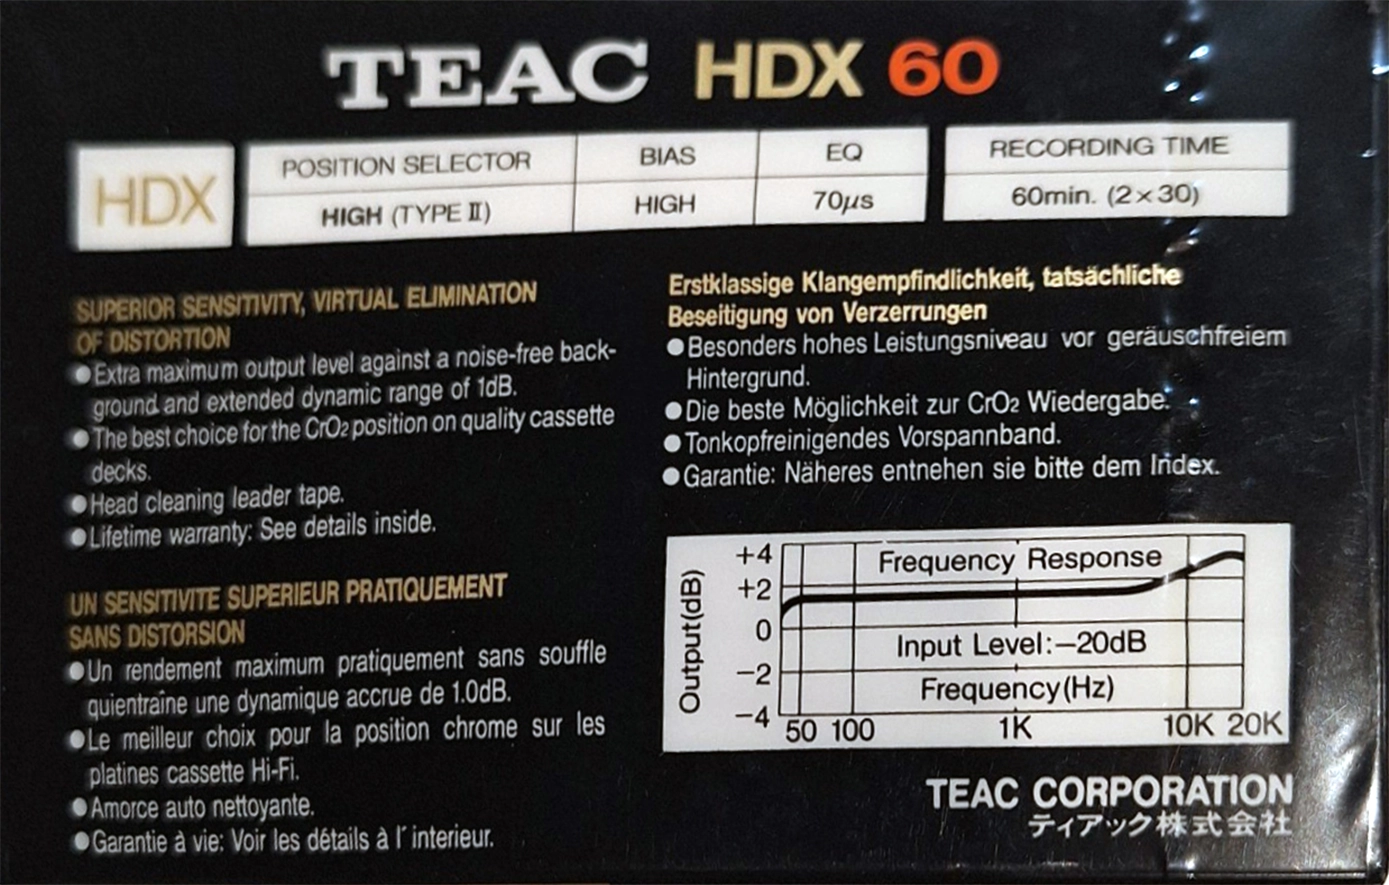 TEAC HDX 60
HDX
POSITION SELECTOR BIAS EQ RECORDING TIME
HIGH (TYPE II) HIGH 70μs 60min. (2×30)
SUPERIOR SENSITIVITY, VIRTUAL ELIMINATION
OF DISTORTION
●Extra maximum output level against a noise-free back-
ground and extended dynamic range of 1dB.
●The best choice for the CrO2 position on quality cassette
decks.
●Head cleaning leader tape.
●Lifetime warranty: See details inside.
UN SENSITIVITE SUPERIEUR PRATIQUEMENT
SANS DISTORSION
●Un rendement maximum pratiquement sans souffle
quientraîne une dynamique accrue de 1.0dB.
●Le meilleur choix pour la position chrome sur les
platines cassette Hi-Fi.
●Amorce auto nettoyante.
●Garantie à vie: Voir les détails à l´interieur.
Erstklassige Klangempfindlichkeit, tatsächliche
Beseitigung von Verzerrungen
●Besonders hohes Leistungsniveau vor geräuschfreiem
Hintergrund.
●Die beste Möglichkeit zur CrO2 Wiedergabe.
●Tonkopfreinigendes Vorspannband.
●Garantie: Näheres entnehen sie bitte dem Index.
Output(dB)
+4
+2
0
−2
−4
Frequency Response
Input Level:−20dB
Frequency(Hz)
50 100 1K 10K 20K
TEAC CORPORATION
ティアック株式会社